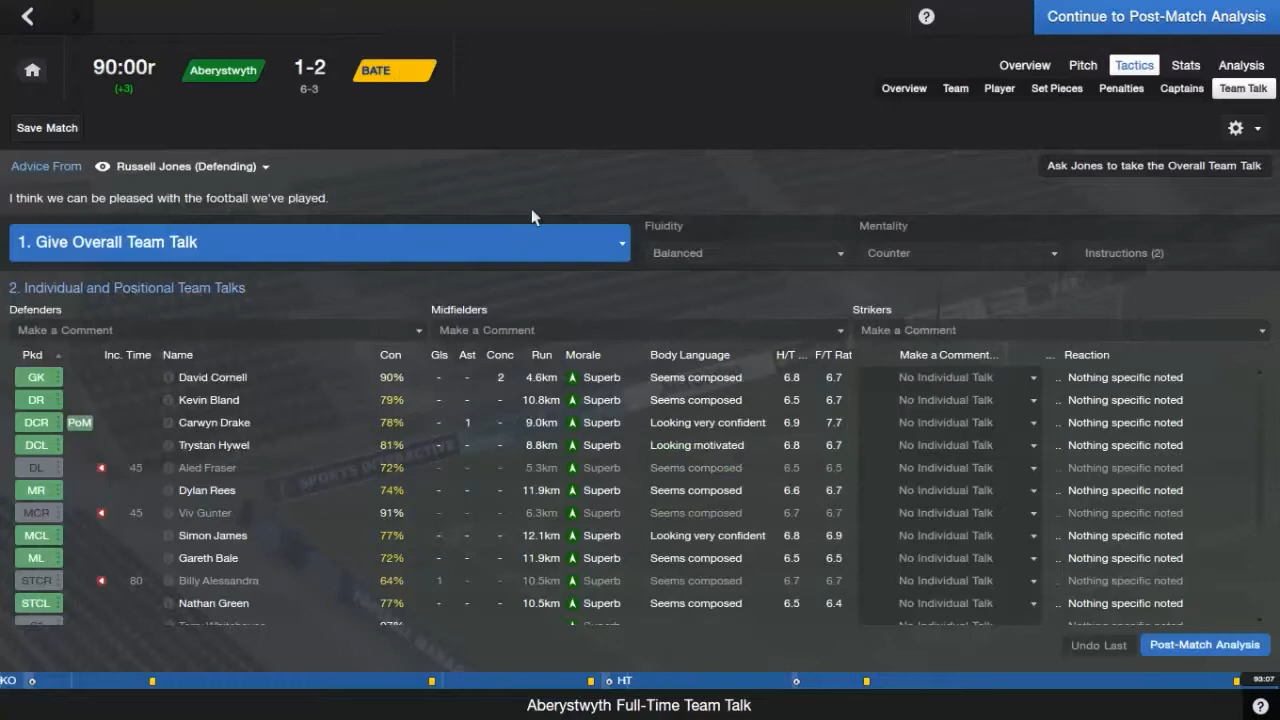 Continue to Post-Match Analysis
90:00r
(+3)
Aberystwyth
1-2
6-3
BATE
Overview Pitch Tactics Stats Analysis
Overview Team Player Set Pieces Penalties Captains Team Talk
Save Match
Advice From Russell Jones (Defending)
Ask Jones to take the Overall Team Talk
I think we can be pleased with the football we've played.
1. Give Overall Team Talk
Fluidity Mentality
Balanced Counter Instructions (2)
2. Individual and Positional Team Talks
Defenders Midfielders Strikers
Make a Comment Make a Comment Make a Comment
Pkd Inc. Time Name Con Gls Ast Conc Run Morale Body Language H/T ... F/T Rat Make a Comment... ... Reaction
GK David Cornell 90% - - 2 4.6km Superb Seems composed 6.8 6.7 No Individual Talk .. Nothing specific noted
DR Kevin Bland 79% - - - 10.8km Superb Seems composed 6.5 6.7 No Individual Talk .. Nothing specific noted
DCR PoM Carwyn Drake 78% - 1 - 9.0km Superb Looking very confident 6.9 7.7 No Individual Talk .. Nothing specific noted
DCL Trystan Hywel 81% - - - 8.8km Superb Looking motivated 6.8 6.7 No Individual Talk .. Nothing specific noted
DL 45 Aled Fraser 72% - - - 5.3km Superb Seems composed 6.5 6.5 No Individual Talk .. Nothing specific noted
MR Dylan Rees 74% - - - 11.9km Superb Seems composed 6.6 6.7 No Individual Talk .. Nothing specific noted
MCR 45 Viv Gunter 91% - - - 6.3km Superb Seems composed 6.7 6.7 No Individual Talk .. Nothing specific noted
MCL Simon James 77% - - - 12.1km Superb Looking very confident 6.8 6.9 No Individual Talk .. Nothing specific noted
ML Gareth Bale 72% - - - 11.9km Superb Seems composed 6.5 6.5 No Individual Talk .. Nothing specific noted
STCR 80 Billy Alessandra 64% 1 - - 10.5km Superb Seems composed 6.7 6.7 No Individual Talk .. Nothing specific noted
STCL Nathan Green 77% - - - 10.5km Superb Seems composed 6.5 6.4 No Individual Talk .. Nothing specific noted
Undo Last Post-Match Analysis
KO HT 93:07
Aberystwyth Full-Time Team Talk